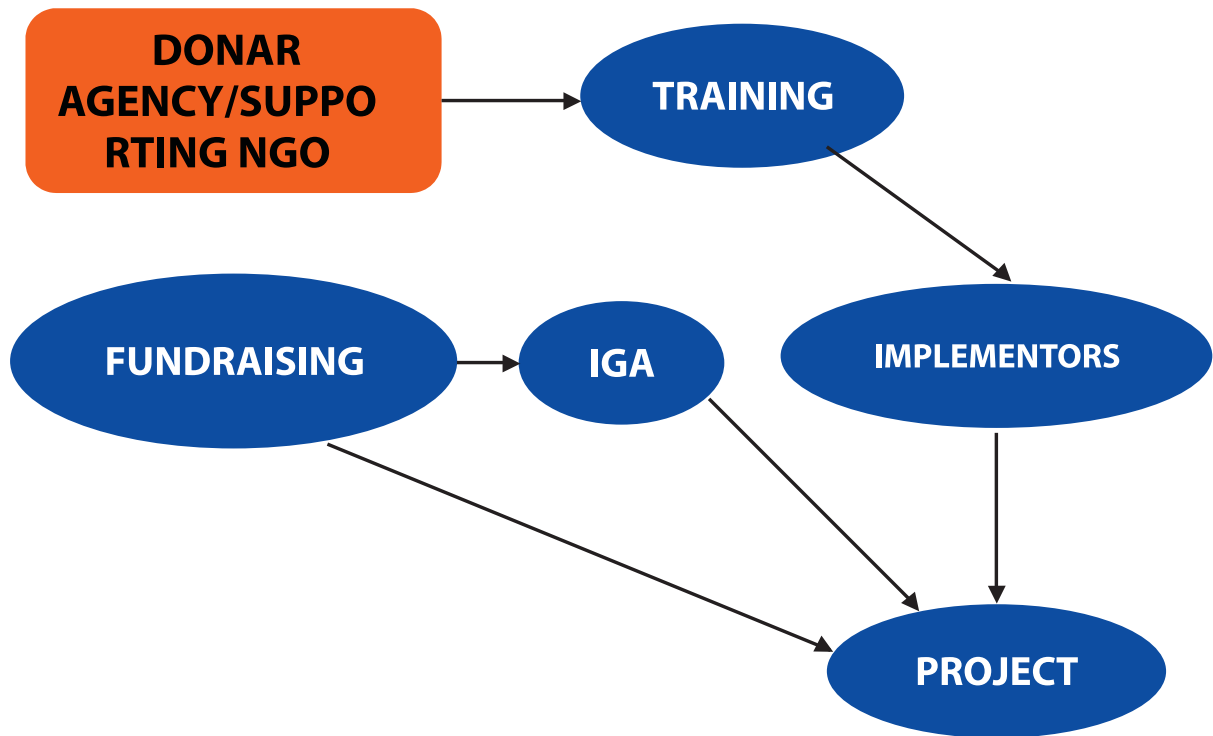 DONAR
AGENCY/SUPPO
RTING NGO
TRAINING
FUNDRAISING
IGA
IMPLEMENTORS
PROJECT